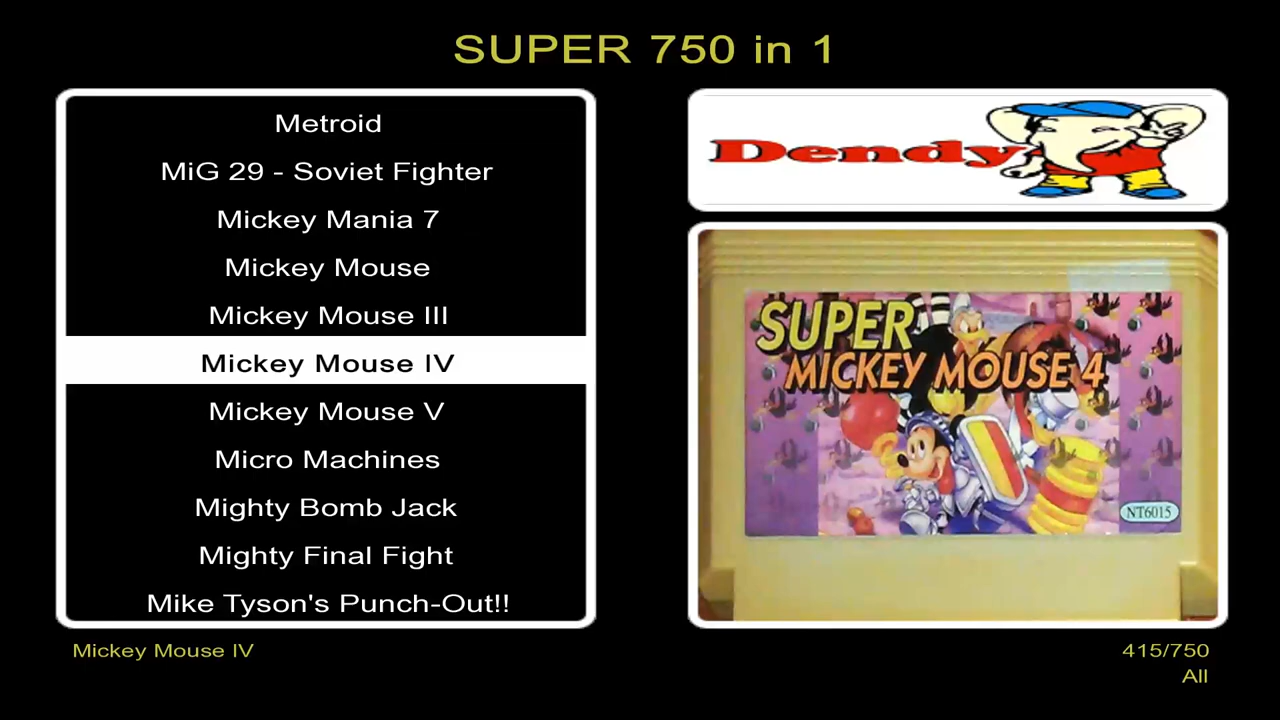 SUPER 750 in 1
Metroid
MiG 29 - Soviet Fighter
Mickey Mania 7
Mickey Mouse
Mickey Mouse III
Mickey Mouse IV
Mickey Mouse V
Micro Machines
Mighty Bomb Jack
Mighty Final Fight
Mike Tyson's Punch-Out!!
Dendy
SUPER
MICKEY MOUSE 4
NT6015
Mickey Mouse IV
415/750
All